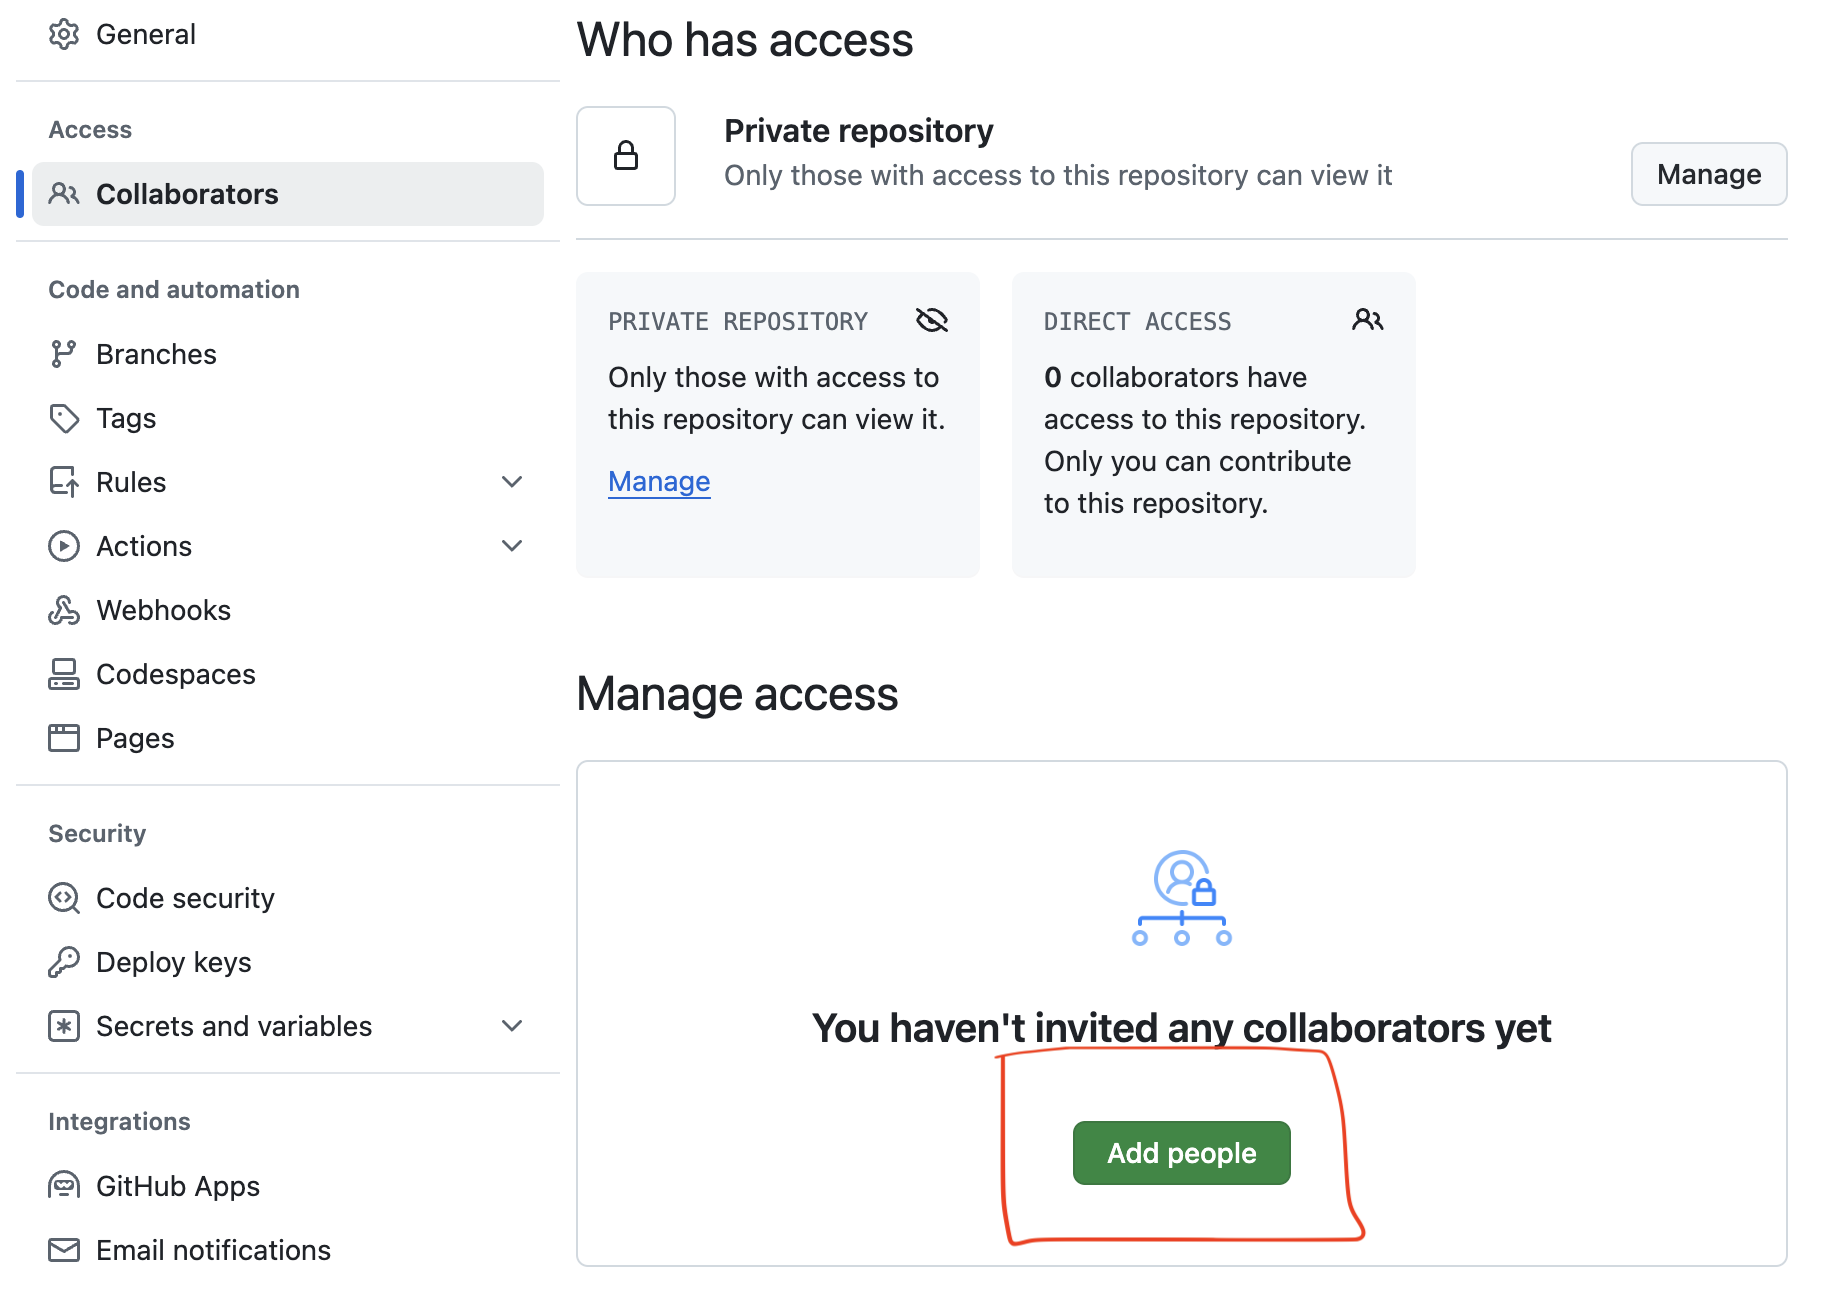 General
Access
Collaborators
Code and automation
Branches
Tags
Rules
Actions
Webhooks
Codespaces
Pages
Security
Code security
Deploy keys
Secrets and variables
Integrations
GitHub Apps
Email notifications
Who has access
Private repository
Only those with access to this repository can view it
Manage
PRIVATE REPOSITORY
Only those with access to
this repository can view it.
Manage
DIRECT ACCESS
0 collaborators have
access to this repository.
Only you can contribute
to this repository.
Manage access
You haven't invited any collaborators yet
Add people